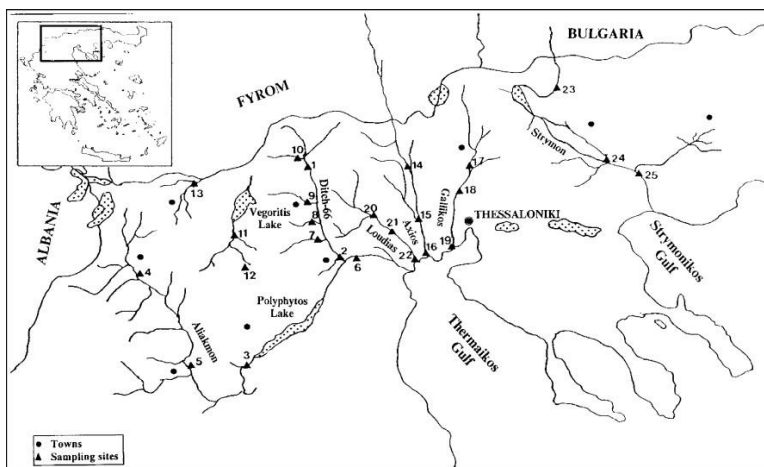 BULGARIA
FYROM
23
10
1
14
17
Strymon
24
13
18
25
ALBANIA
Vegoritis
Lake
9
8
Ditch-66
20
15
Gallikos
THESSALONIKI
11
7
21
Axios
Loudias
16
19
12
2
6
22
4
Strymonikos
Gulf
Polyphytos
Lake
Aliakmon
3
5
Thermaikos
Gulf
Towns
Sampling sites